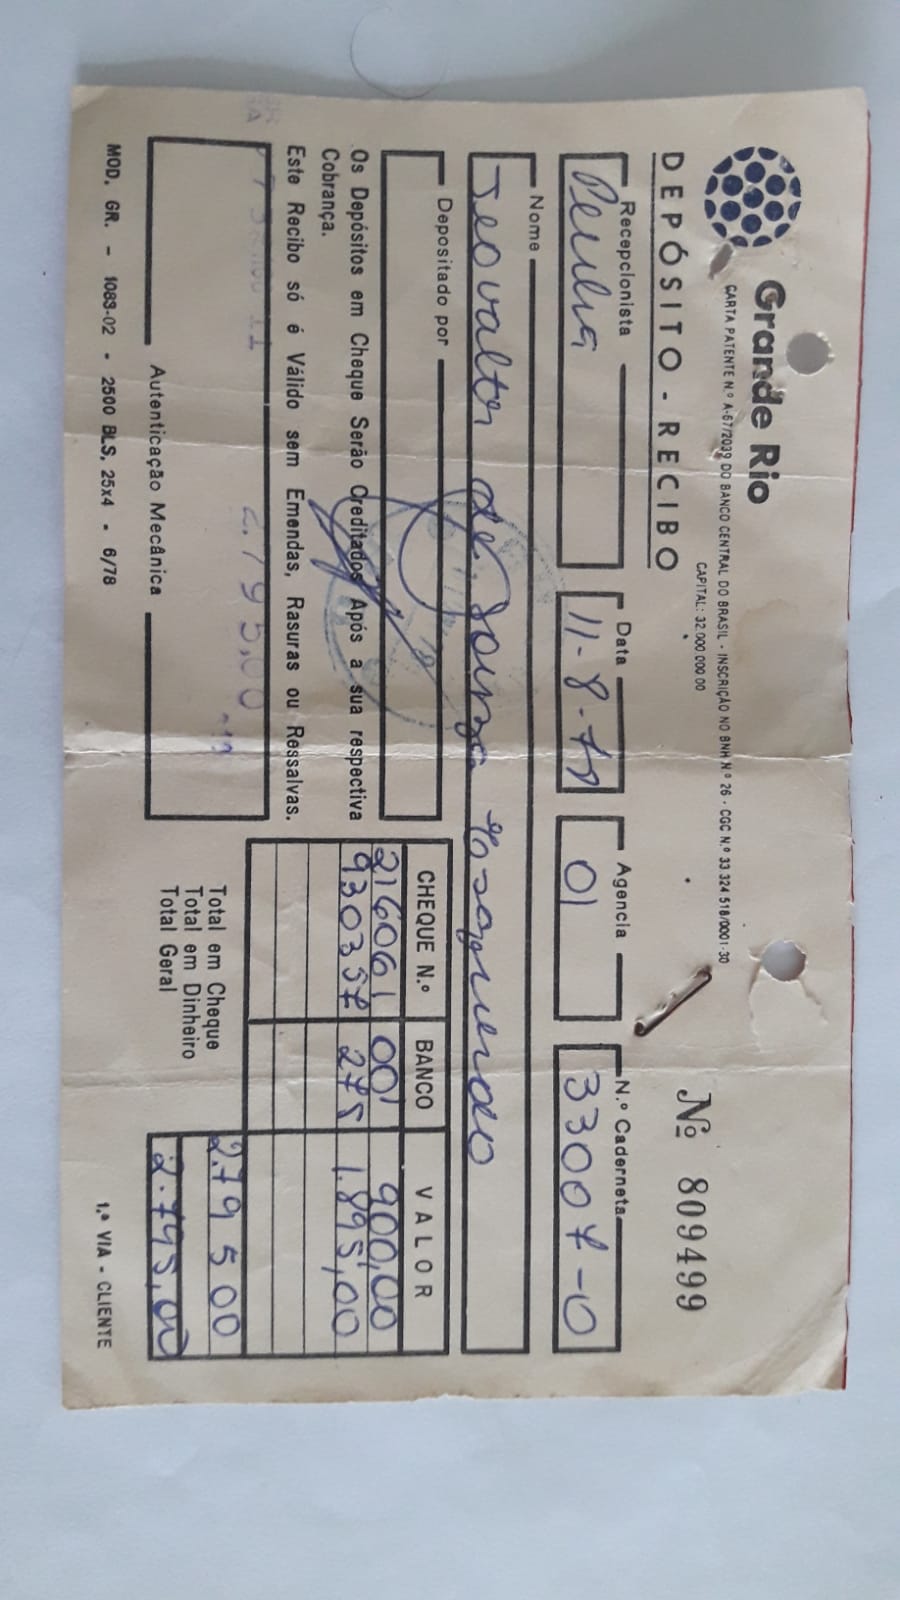 Grande Rio
CARTA PATENTE N.º A-67/2039 DO BANCO CENTRAL DO BRASIL - INSCRIÇÃO NO BNH N.º 26 - CGC N.º 33 324 518/0001-30
CAPITAL: 32.000.000,00
DEPÓSITO - RECIBO
Nº 809499
Recepcionista
Data
Agencia
N.º Caderneta
11-8-78
01
33007-0
Nome
Jeovaltor de Souza
Depositado por
Os Depósitos em Cheque Serão Creditados Após a sua respectiva
Cobrança.
Este Recibo só é Válido sem Emendas, Rasuras ou Ressalvas.
2.795,00
Autenticação Mecânica
MOD. GR. - 1083-02 - 2500 BLS, 25x4 - 6/78
CHEQUE N.º BANCO VALOR
216061 001 900,00
930357 275 1.895,00
Total em Cheque 2.795 00
Total em Dinheiro
Total Geral 2.795,00
1.ª VIA - CLIENTE